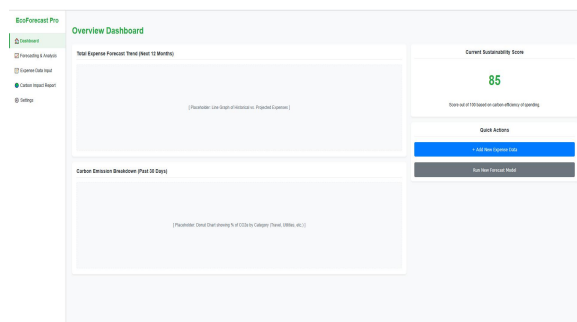 EcoForecast Pro
Dashboard
Forecasting & Analysis
Expense Data Input
Carbon Impact Report
Settings
Overview Dashboard
Total Expense Forecast Trend (Next 12 Months)
[ Placeholder: Line Graph of Historical vs. Projected Expenses ]
Carbon Emission Breakdown (Past 30 Days)
[ Placeholder: Donut Chart showing % of CO2e by Category (Travel, Utilities, etc.) ]
Current Sustainability Score
85
Score out of 100 based on carbon efficiency of spending.
Quick Actions
+ Add New Expense Data
Run New Forecast Model